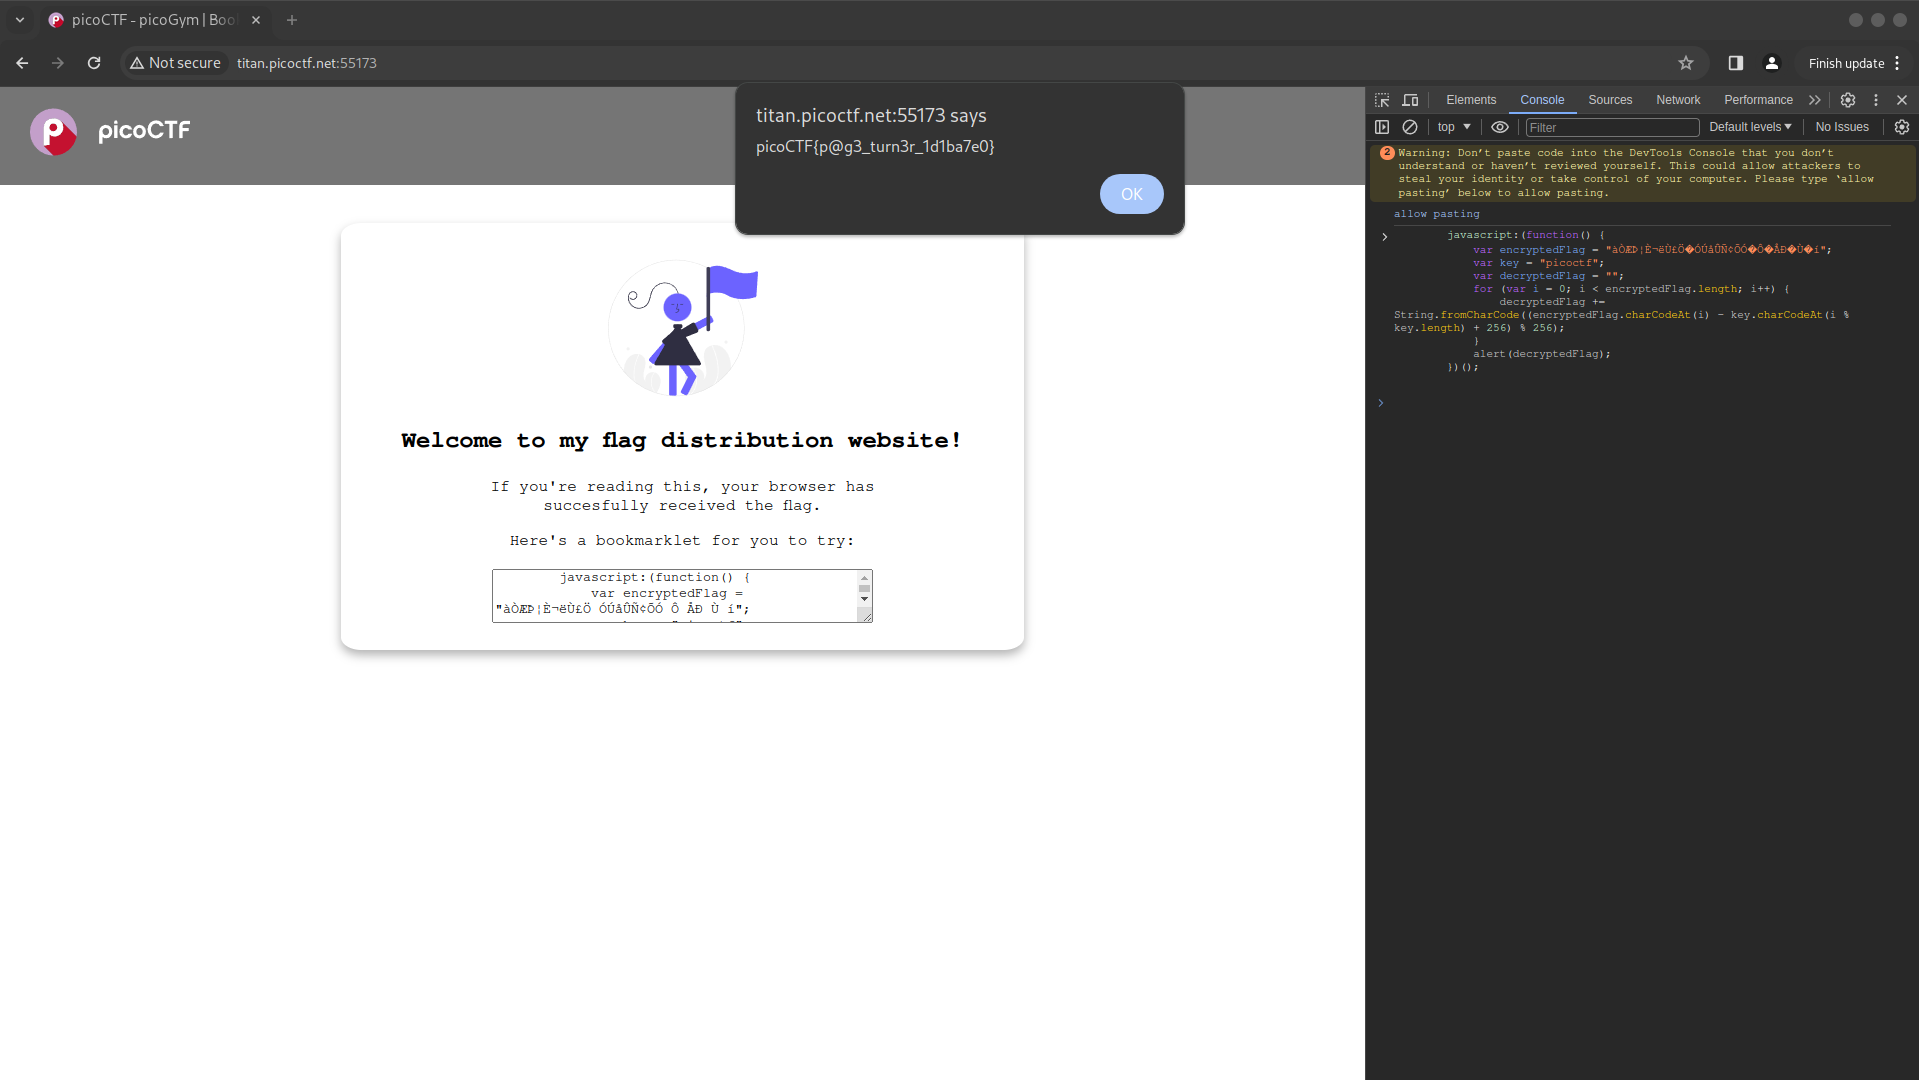 picoCTF - picoGym | Boo
Not secure
titan.picoctf.net:55173
Finish update
picoCTF
titan.picoctf.net:55173 says
picoCTF{p@g3_turn3r_1d1ba7e0}
OK
Welcome to my flag distribution website!
If you're reading this, your browser has
succesfully received the flag.
Here's a bookmarklet for you to try:
javascript:(function() {
var encryptedFlag =
"àÒÆÞ¦È¬ëÙ£Ö ÓÚåÛÑ¢ÕÓ Ô ÅÐ Ù í";
Elements
Console
Sources
Network
Performance
top
Filter
Default levels
No Issues
2
Warning: Don’t paste code into the DevTools Console that you don’t
understand or haven’t reviewed yourself. This could allow attackers to
steal your identity or take control of your computer. Please type ‘allow
pasting’ below to allow pasting.
allow pasting
javascript:(function() {
var encryptedFlag = "àÒÆÞ¦È¬ëÙ£Ö�ÓÚåÛÑ¢ÕÓ�Ô�ÅÐ�Ù�í";
var key = "picoctf";
var decryptedFlag = "";
for (var i = 0; i < encryptedFlag.length; i++) {
decryptedFlag +=
String.fromCharCode((encryptedFlag.charCodeAt(i) - key.charCodeAt(i %
key.length) + 256) % 256);
}
alert(decryptedFlag);
})();